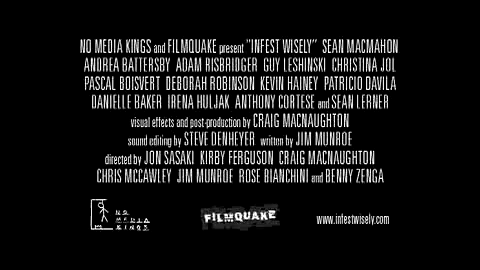 NO MEDIA KINGS and FILMQUAKE present "INFEST WISELY" SEAN MACMAHON
ANDREA BATTERSBY ADAM RISBRIDGER GUY LESHINSKI CHRISTINA JOL
PASCAL BOISVERT DEBORAH ROBINSON KEVIN HAINEY PATRICIO DAVILA
DANIELLE BAKER IRENA HULJAK ANTHONY CORTESE and SEAN LERNER
visual effects and post-production by CRAIG MACNAUGHTON
sound editing by STEVE DENHEYER written by JIM MUNROE
directed by JON SASAKI KIRBY FERGUSON CRAIG MACNAUGHTON
CHRIS MCCAWLEY JIM MUNROE ROSE BIANCHINI and BENNY ZENGA
NO
MEDIA
KINGS
FILMQUAKE
www.infestwisely.com